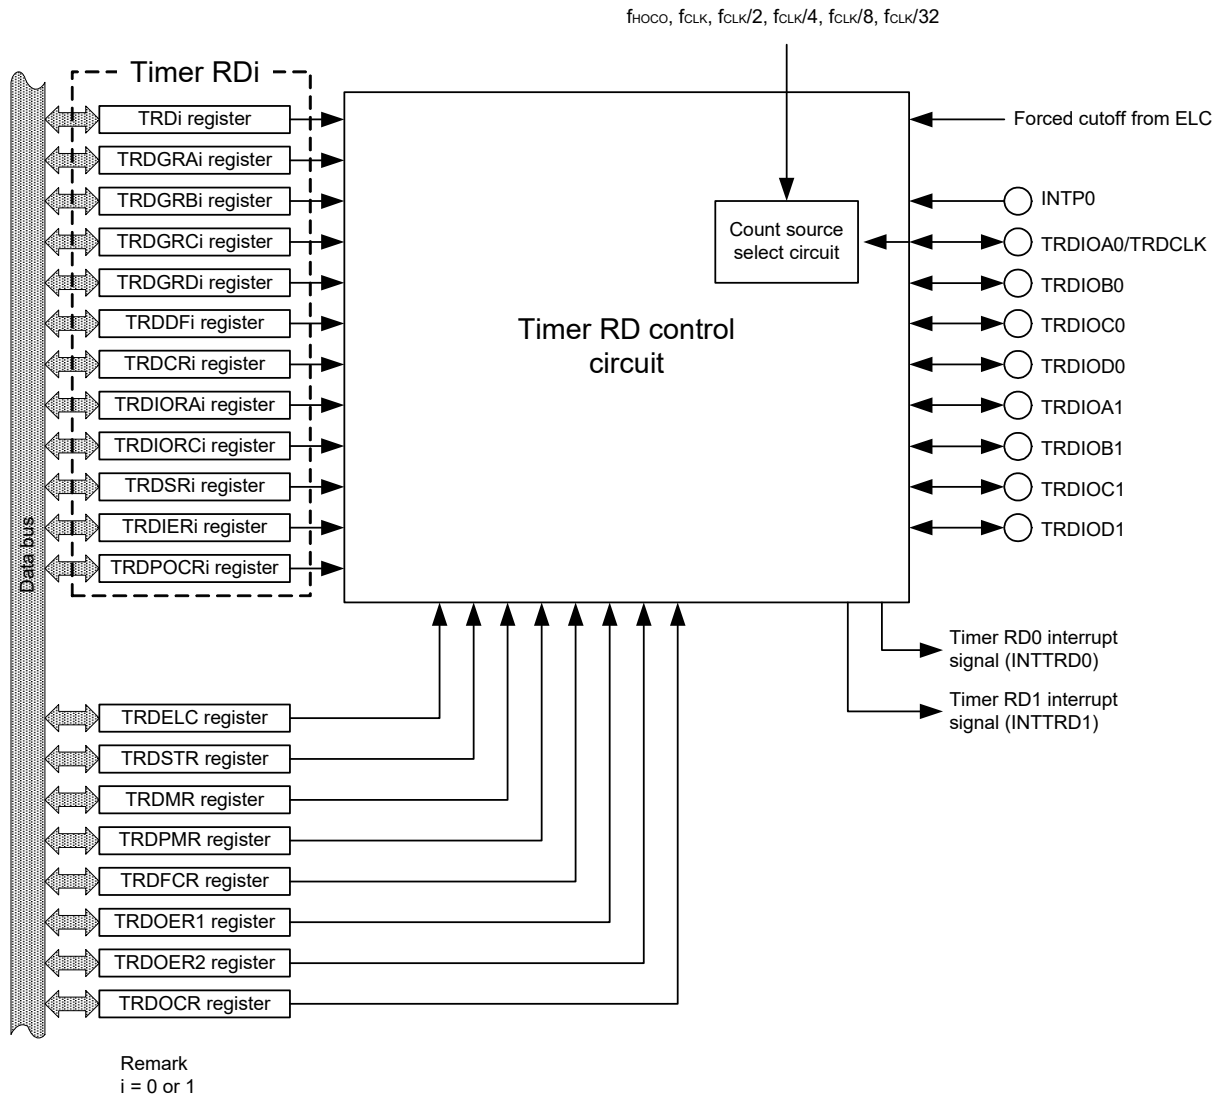 fHOCO, fCLK, fCLK/2, fCLK/4, fCLK/8, fCLK/32
Timer RDi
TRDi register
TRDGRAi register
TRDGRBi register
TRDGRCi register
TRDGRDi register
TRDDFi register
TRDCRi register
TRDIORAi register
TRDIORCi register
TRDSRi register
TRDIERi register
TRDPOCRi register
Data bus
Count source
select circuit
Timer RD control
circuit
Forced cutoff from ELC
INTP0
TRDIOA0/TRDCLK
TRDIOB0
TRDIOC0
TRDIOD0
TRDIOA1
TRDIOB1
TRDIOC1
TRDIOD1
Timer RD0 interrupt
signal (INTTRD0)
Timer RD1 interrupt
signal (INTTRD1)
TRDELC register
TRDSTR register
TRDMR register
TRDPMR register
TRDFCR register
TRDOER1 register
TRDOER2 register
TRDOCR register
Remark
i = 0 or 1